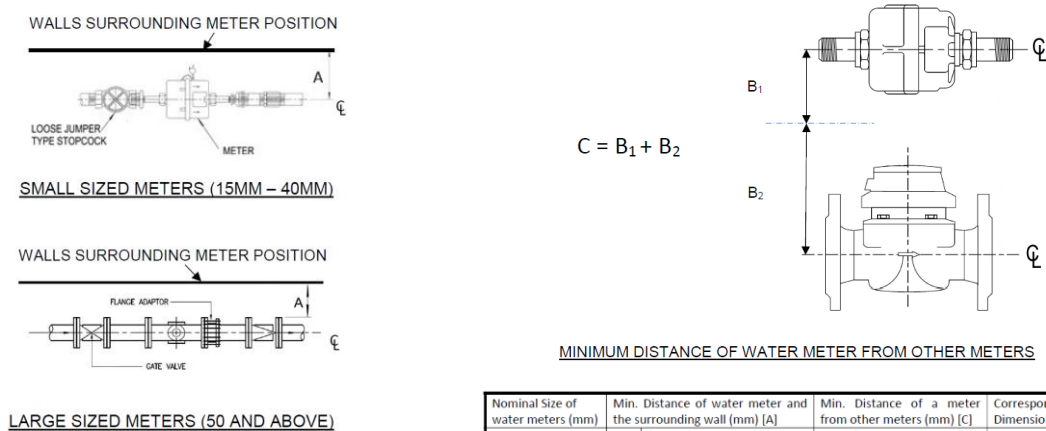 WALLS SURROUNDING METER POSITION
A
℄
LOOSE JUMPER
TYPE STOPCOCK
METER
SMALL SIZED METERS (15MM – 40MM)
WALLS SURROUNDING METER POSITION
FLANGE ADAPTOR
A
℄
GATE VALVE
LARGE SIZED METERS (50 AND ABOVE)
℄
B1
C = B1 + B2
B2
℄
MINIMUM DISTANCE OF WATER METER FROM OTHER METERS
Nominal Size of
water meters (mm)
Min. Distance of water meter and
the surrounding wall (mm) [A]
Min. Distance of a meter
from other meters (mm) [C]